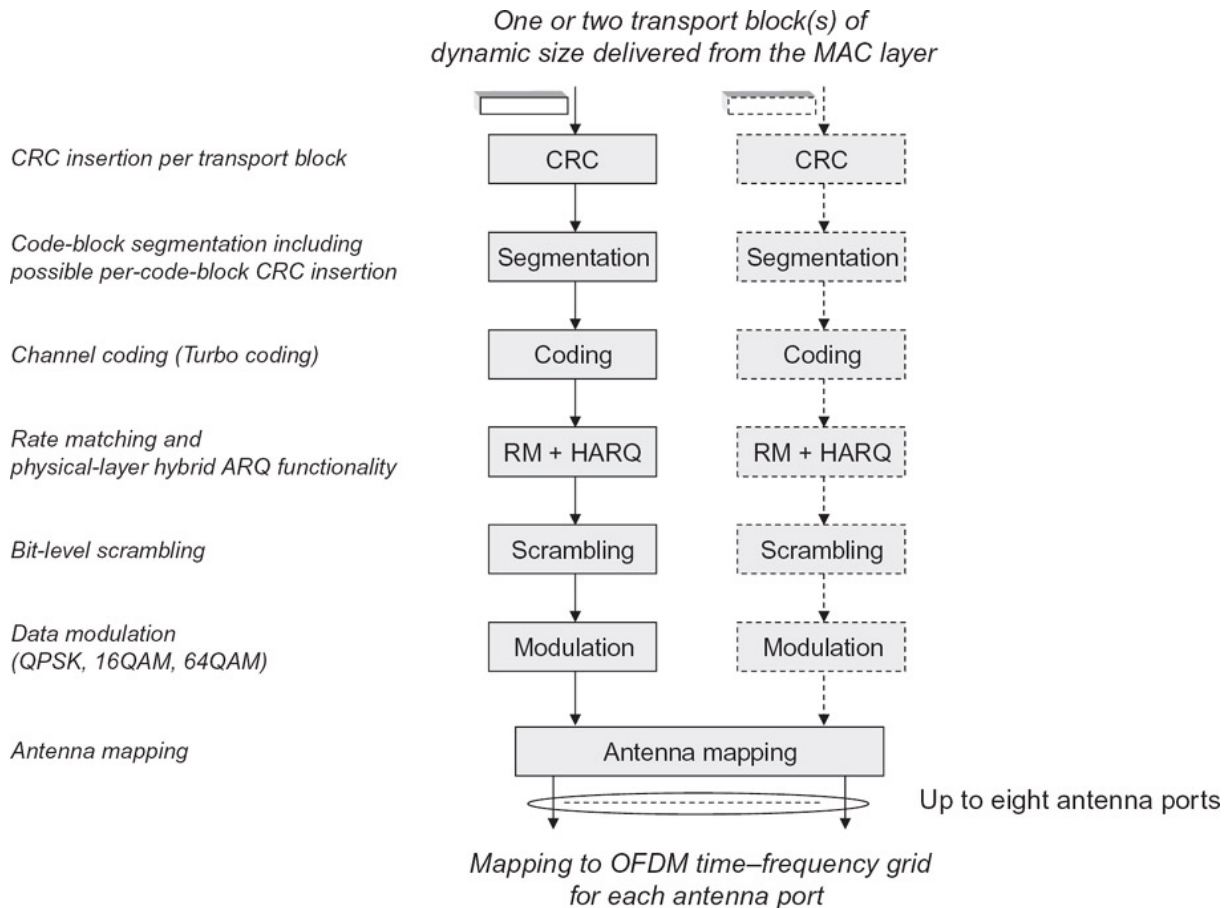 One or two transport block(s) of
dynamic size delivered from the MAC layer
CRC insertion per transport block
CRC
CRC
Code-block segmentation including
possible per-code-block CRC insertion
Segmentation
Segmentation
Channel coding (Turbo coding)
Coding
Coding
Rate matching and
physical-layer hybrid ARQ functionality
RM + HARQ
RM + HARQ
Bit-level scrambling
Scrambling
Scrambling
Data modulation
(QPSK, 16QAM, 64QAM)
Modulation
Modulation
Antenna mapping
Antenna mapping
Up to eight antenna ports
Mapping to OFDM time–frequency grid
for each antenna port